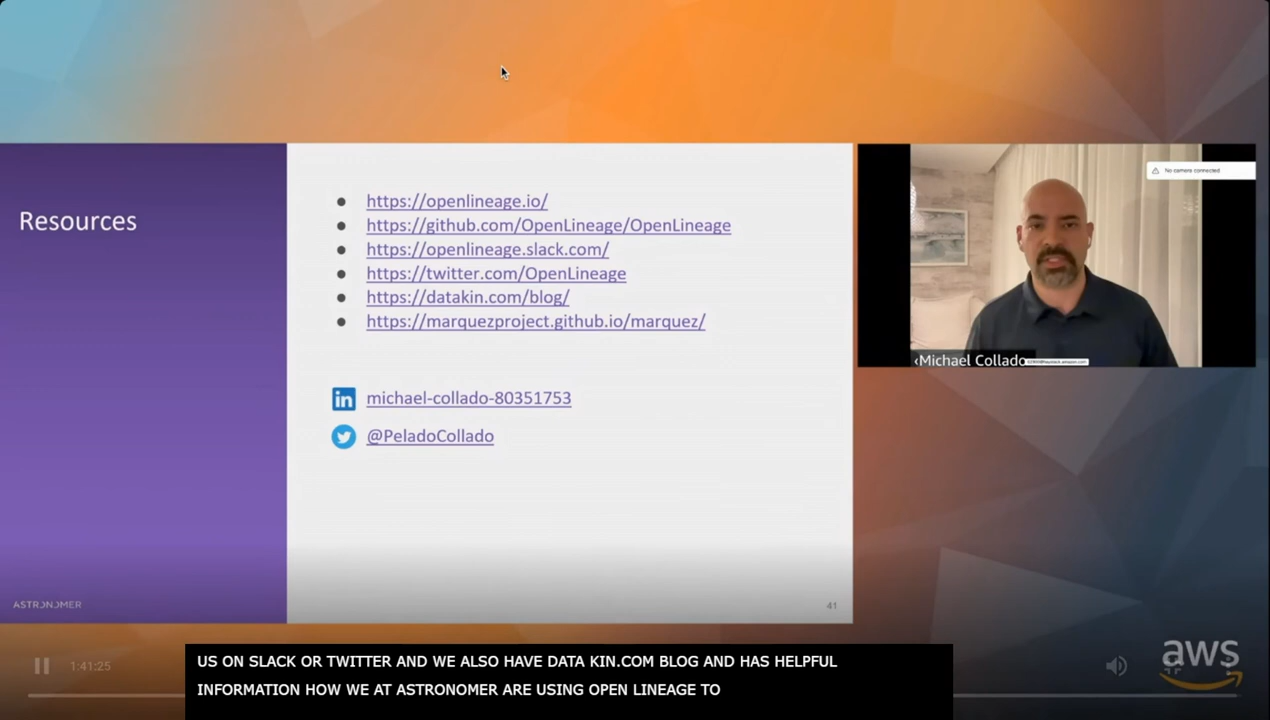 Resources
https://openlineage.io/
https://github.com/OpenLineage/OpenLineage
https://openlineage.slack.com/
https://twitter.com/OpenLineage
https://datakin.com/blog/
https://marquezproject.github.io/marquez/
in michael-collado-80351753
@PeladoCollado
ASTRONOMER
41
No camera connected
‹Michael Collado
1:41:25
US ON SLACK OR TWITTER AND WE ALSO HAVE DATA KIN.COM BLOG AND HAS HELPFUL
INFORMATION HOW WE AT ASTRONOMER ARE USING OPEN LINEAGE TO
aws